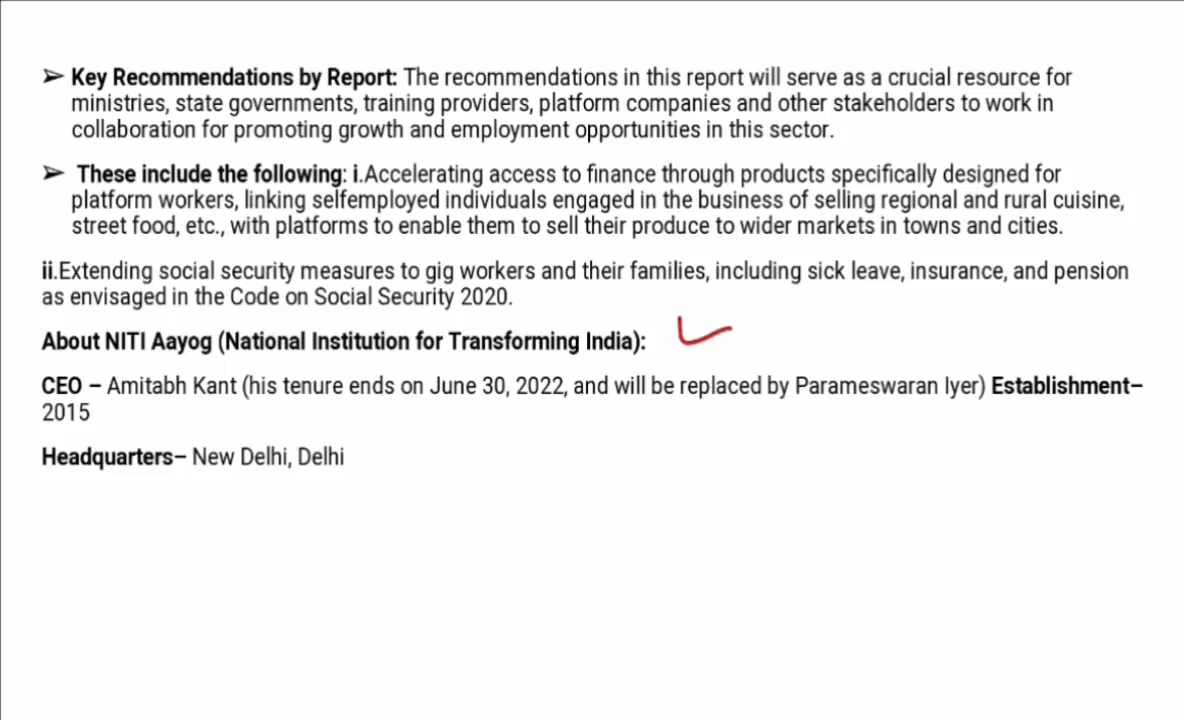 ➢ Key Recommendations by Report: The recommendations in this report will serve as a crucial resource for
ministries, state governments, training providers, platform companies and other stakeholders to work in
collaboration for promoting growth and employment opportunities in this sector.
➢ These include the following: i.Accelerating access to finance through products specifically designed for
platform workers, linking selfemployed individuals engaged in the business of selling regional and rural cuisine,
street food, etc., with platforms to enable them to sell their produce to wider markets in towns and cities.
ii.Extending social security measures to gig workers and their families, including sick leave, insurance, and pension
as envisaged in the Code on Social Security 2020.
About NITI Aayog (National Institution for Transforming India):
CEO – Amitabh Kant (his tenure ends on June 30, 2022, and will be replaced by Parameswaran Iyer) Establishment–
2015
Headquarters– New Delhi, Delhi